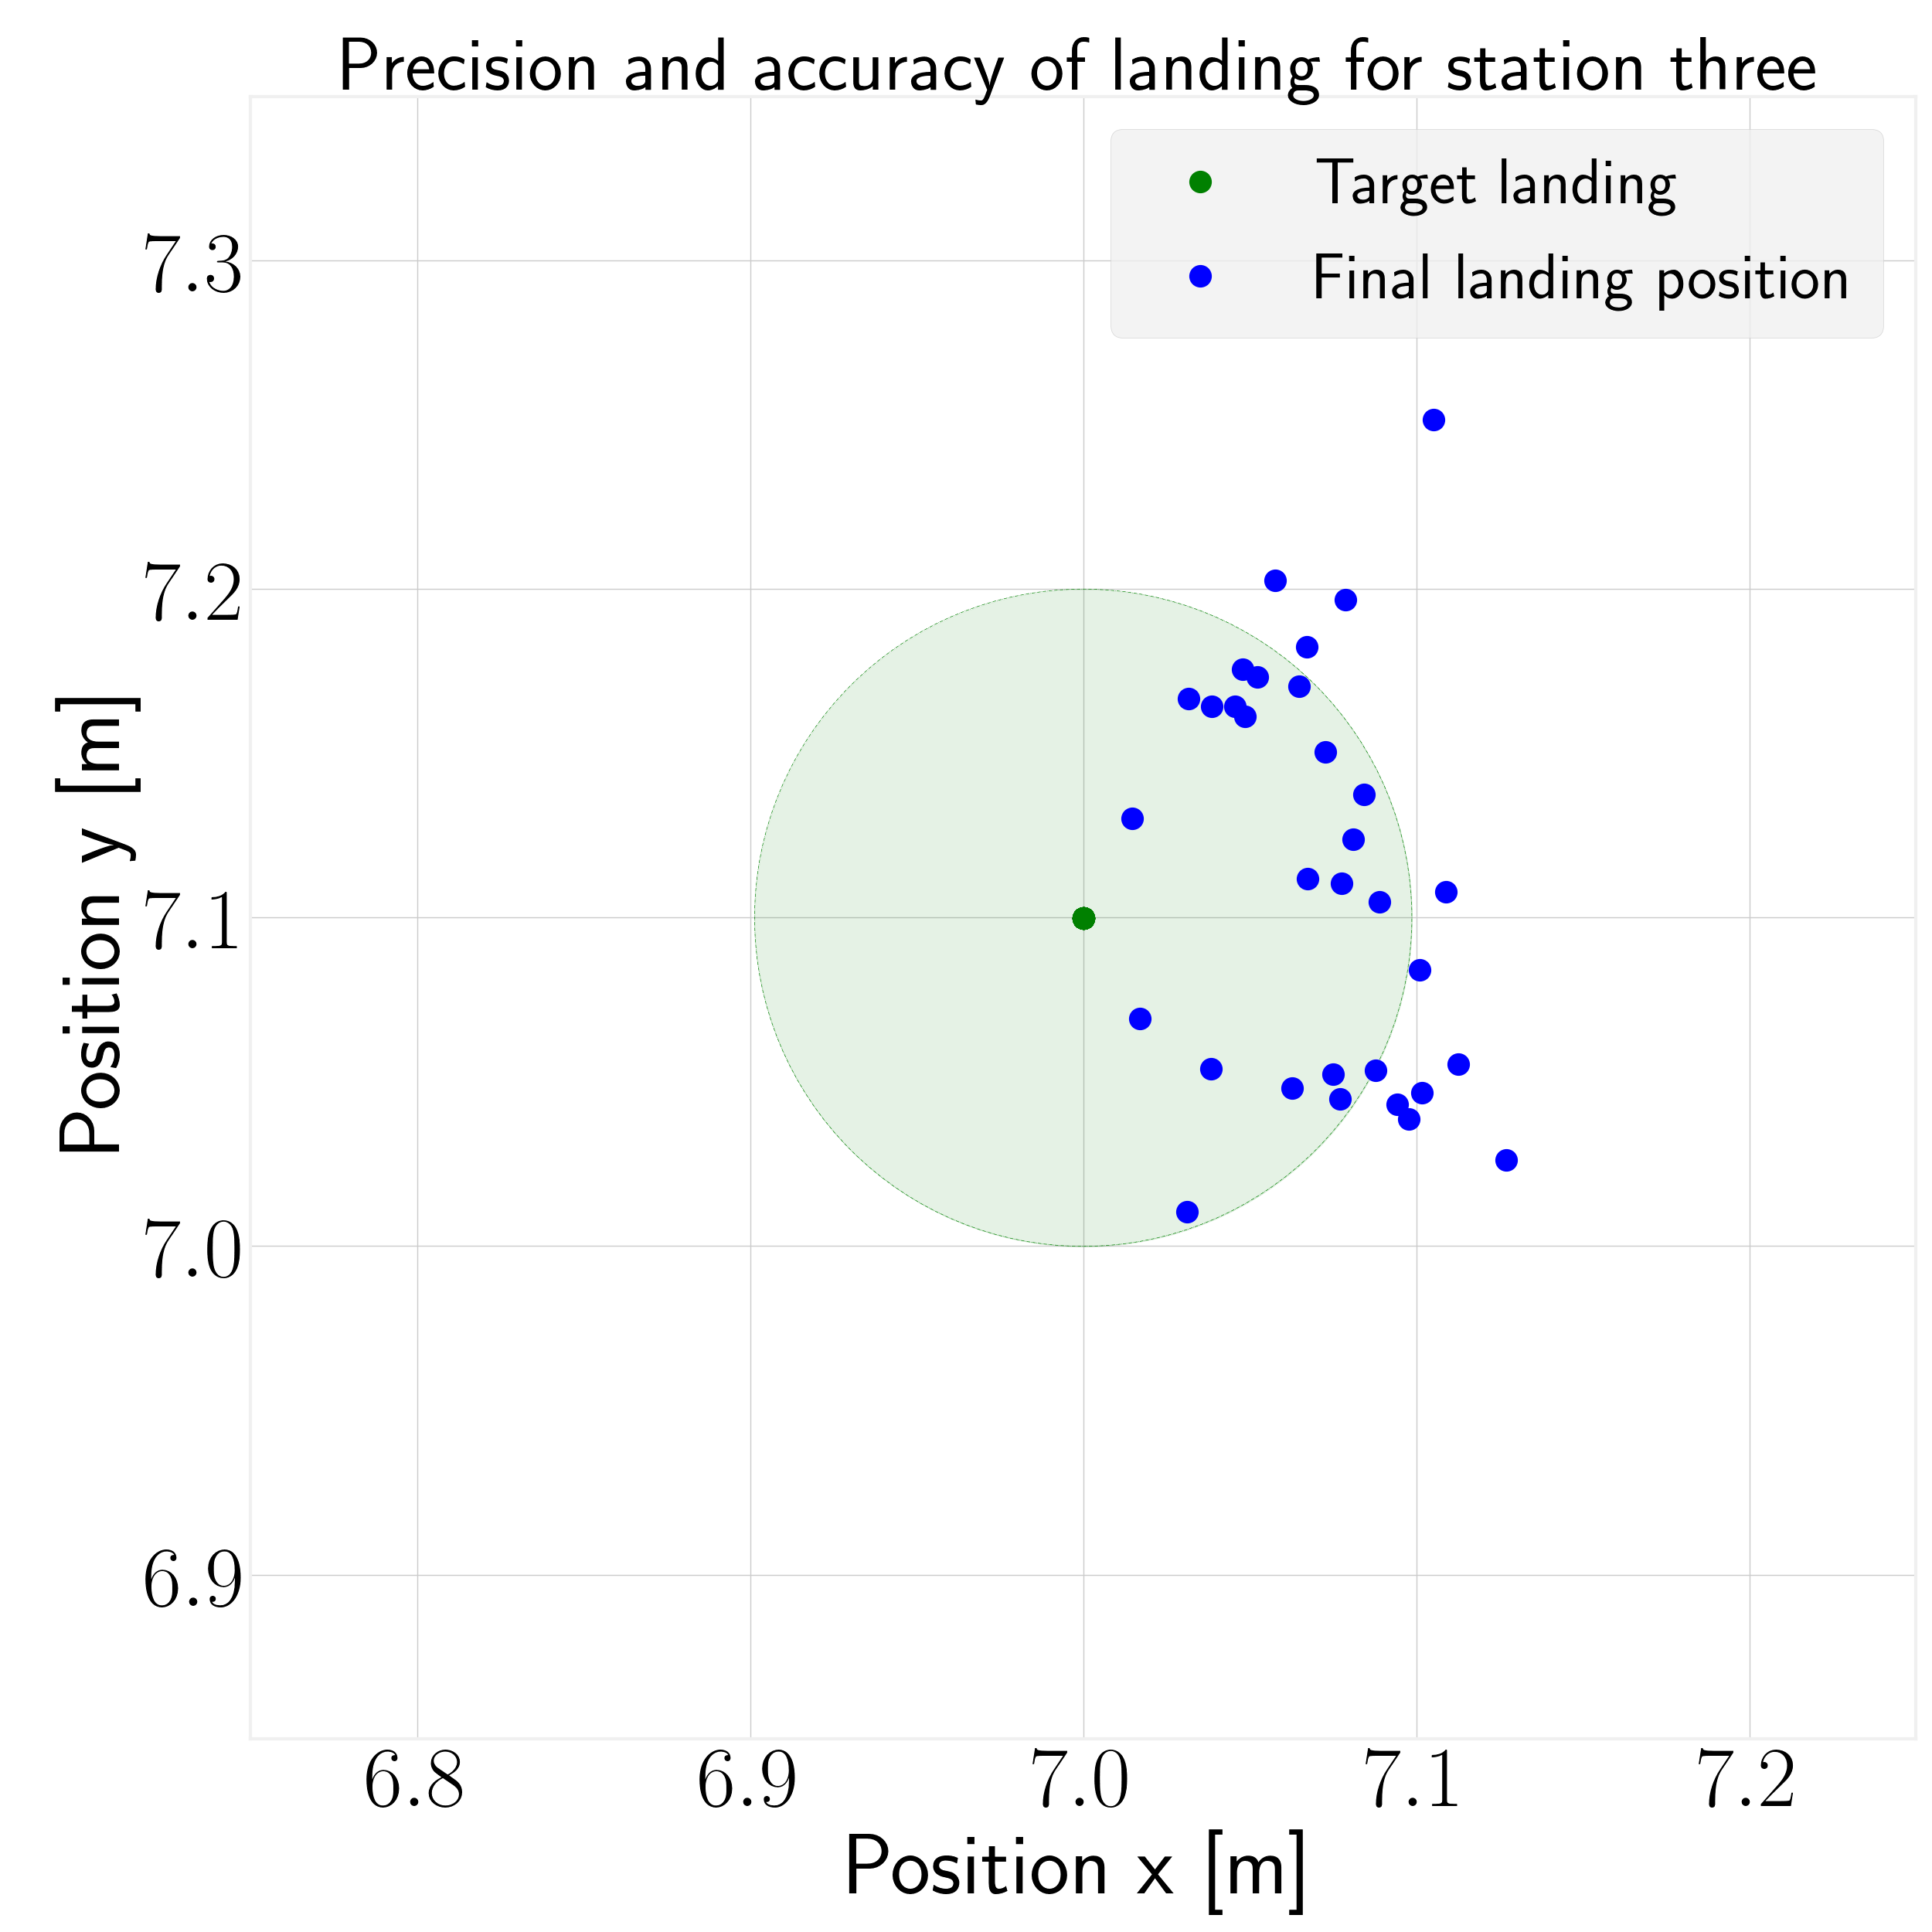 Precision and accuracy of landing for station three
Target landing
Final landing position
7.3
7.2
7.1
7.0
6.9
Position y [m]
6.8 6.9 7.0 7.1 7.2
Position x [m]